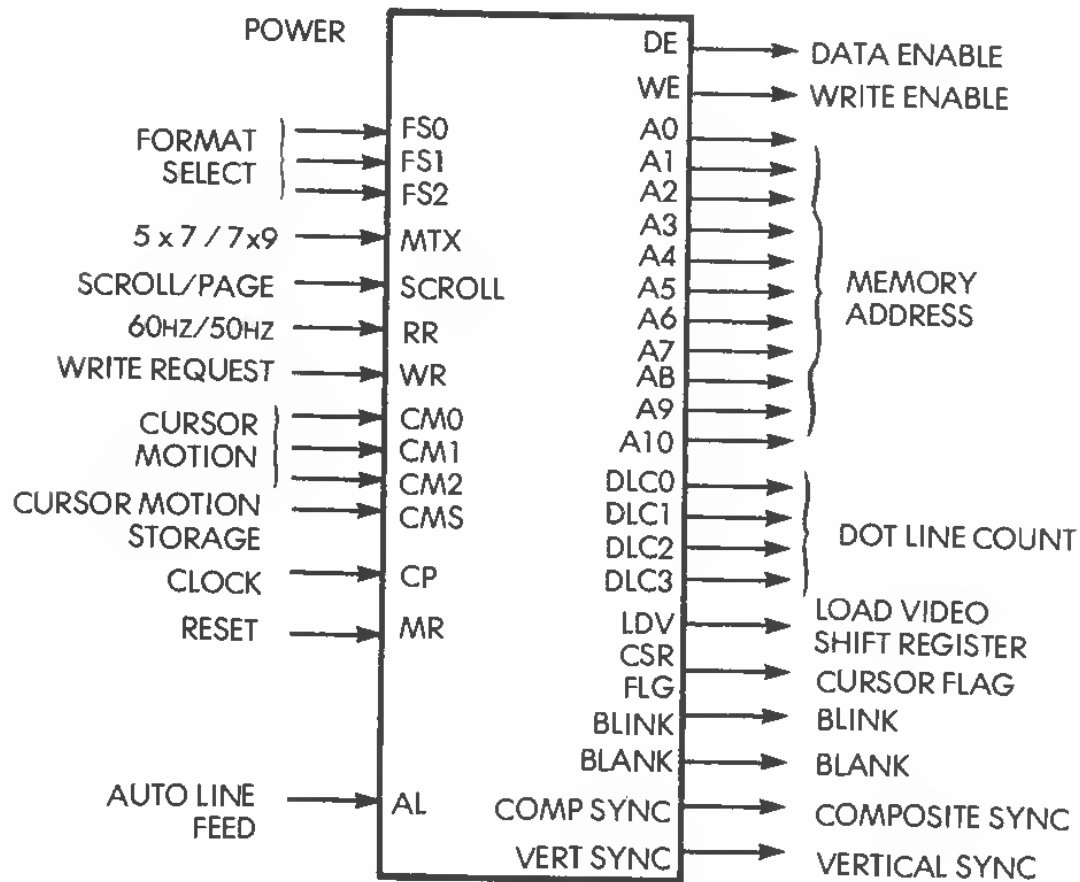 POWER
FORMAT
SELECT
5 x 7 / 7x9
SCROLL/PAGE
60HZ/50HZ
WRITE REQUEST
CURSOR
MOTION
CURSOR MOTION
STORAGE
CLOCK
RESET
AUTO LINE
FEED
FS0
FS1
FS2
MTX
SCROLL
RR
WR
CM0
CM1
CM2
CMS
CP
MR
AL
DE
WE
A0
A1
A2
A3
A4
A5
A6
A7
AB
A9
A10
DLC0
DLC1
DLC2
DLC3
LDV
CSR
FLG
BLINK
BLANK
COMP SYNC
VERT SYNC
DATA ENABLE
WRITE ENABLE
MEMORY
ADDRESS
DOT LINE COUNT
LOAD VIDEO
SHIFT REGISTER
CURSOR FLAG
BLINK
BLANK
COMPOSITE SYNC
VERTICAL SYNC